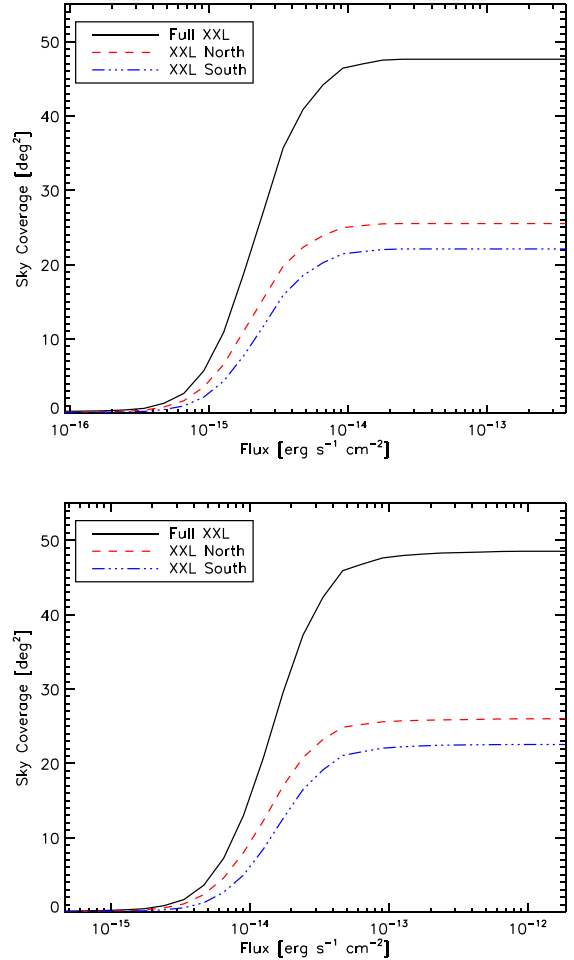 Full XXL
XXL North
XXL South
50
40
30
20
10
0
Sky Coverage [deg²]
10⁻¹⁶
10⁻¹⁵
10⁻¹⁴
10⁻¹³
Flux [erg s⁻¹ cm⁻²]
Full XXL
XXL North
XXL South
50
40
30
20
10
0
Sky Coverage [deg²]
10⁻¹⁵
10⁻¹⁴
10⁻¹³
10⁻¹²
Flux [erg s⁻¹ cm⁻²]